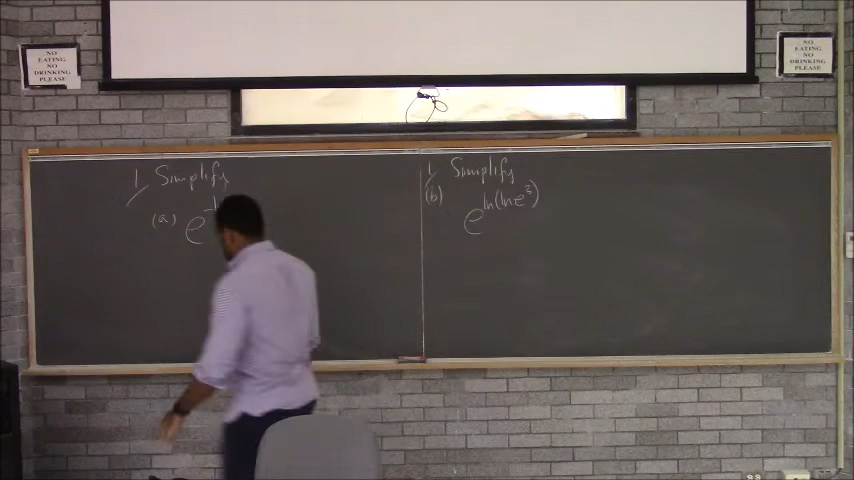 NO
EATING
NO
DRINKING
PLEASE
NO
EATING
NO
DRINKING
PLEASE
1 Simplify
(a) e
1 Simplify
(b) e^ln(ln e^3)